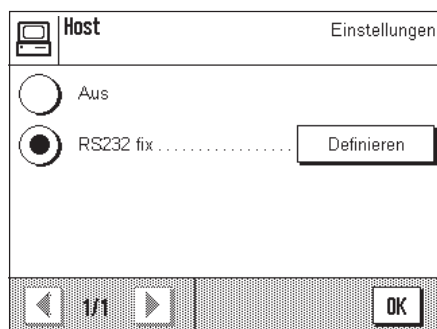 Host Einstellungen
Aus
RS232 fix ................ Definieren
1/1 OK